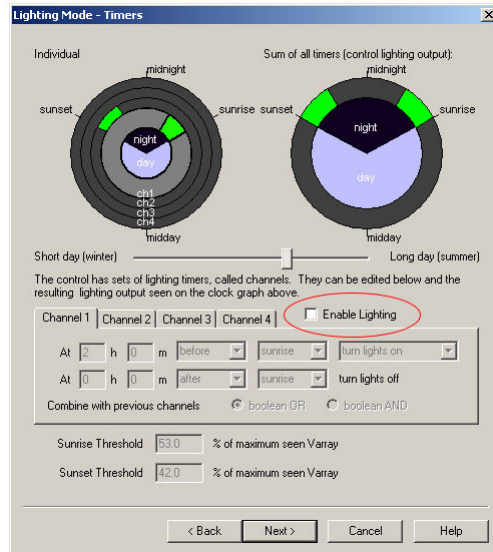 Lighting Mode - Timers
Individual
Sum of all timers (control lighting output):
midnight
sunset
sunrise
night
day
ch1
ch2
ch3
ch4
midday
midnight
sunset
sunrise
night
day
midday
Short day (winter)
Long day (summer)
The control has sets of lighting timers, called channels. They can be edited below and the
resulting lighting output seen on the clock graph above.
Channel 1 Channel 2 Channel 3 Channel 4 Enable Lighting
At 2 h 0 m before sunrise turn lights on
At 0 h 0 m after sunrise turn lights off
Combine with previous channels boolean OR boolean AND
Sunrise Threshold 53.0 % of maximum seen Varray
Sunset Threshold 42.0 % of maximum seen Varray
< Back Next > Cancel Help